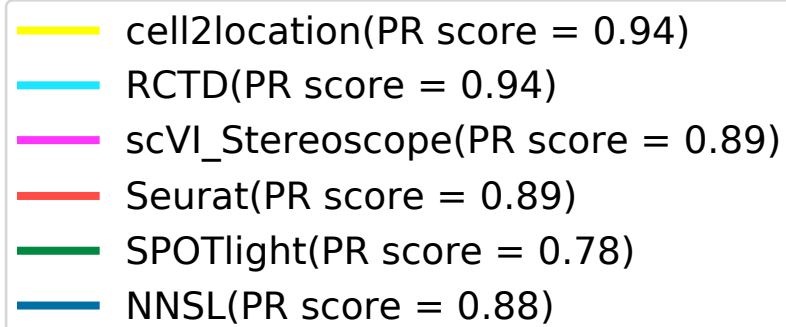 cell2location(PR score = 0.94)
RCTD(PR score = 0.94)
scVI_Stereoscope(PR score = 0.89)
Seurat(PR score = 0.89)
SPOTlight(PR score = 0.78)
NNSL(PR score = 0.88)